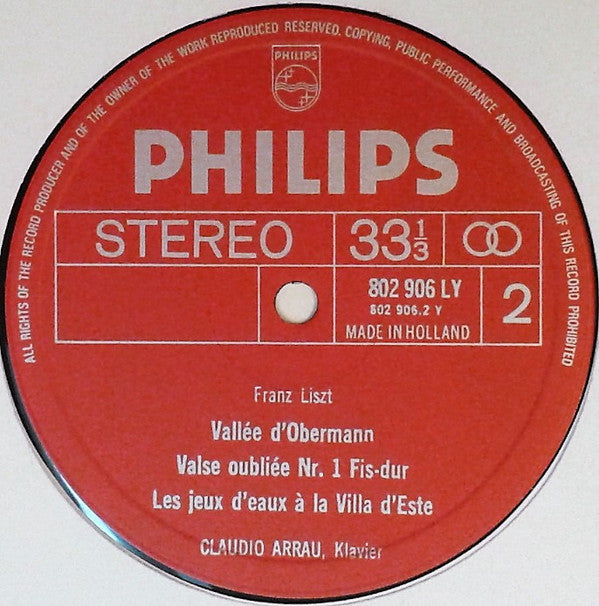 ALL RIGHTS OF THE RECORD PRODUCER AND OF THE OWNER OF THE WORK REPRODUCED RESERVED. COPYING, PUBLIC PERFORMANCE AND BROADCASTING OF THIS RECORD PROHIBITED
PHILIPS
PHILIPS
STEREO 33 1/3
802 906 LY
802 906.2 Y
MADE IN HOLLAND
2
Franz Liszt
Vallée d'Obermann
Valse oubliée Nr. 1 Fis-dur
Les jeux d'eaux à la Villa d'Este
CLAUDIO ARRAU, Klavier